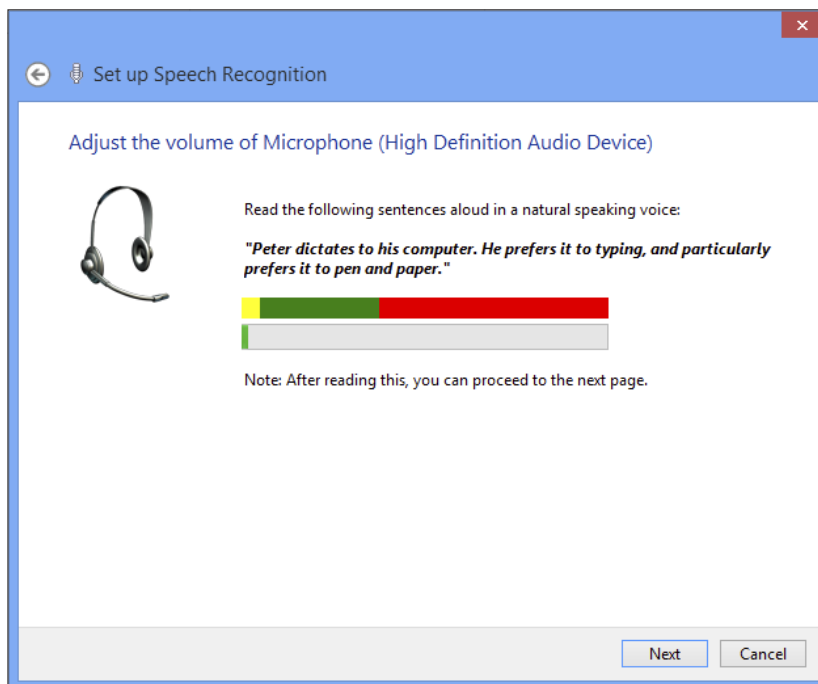 Set up Speech Recognition
Adjust the volume of Microphone (High Definition Audio Device)
Read the following sentences aloud in a natural speaking voice:
"Peter dictates to his computer. He prefers it to typing, and particularly
prefers it to pen and paper."
Note: After reading this, you can proceed to the next page.
Next
Cancel